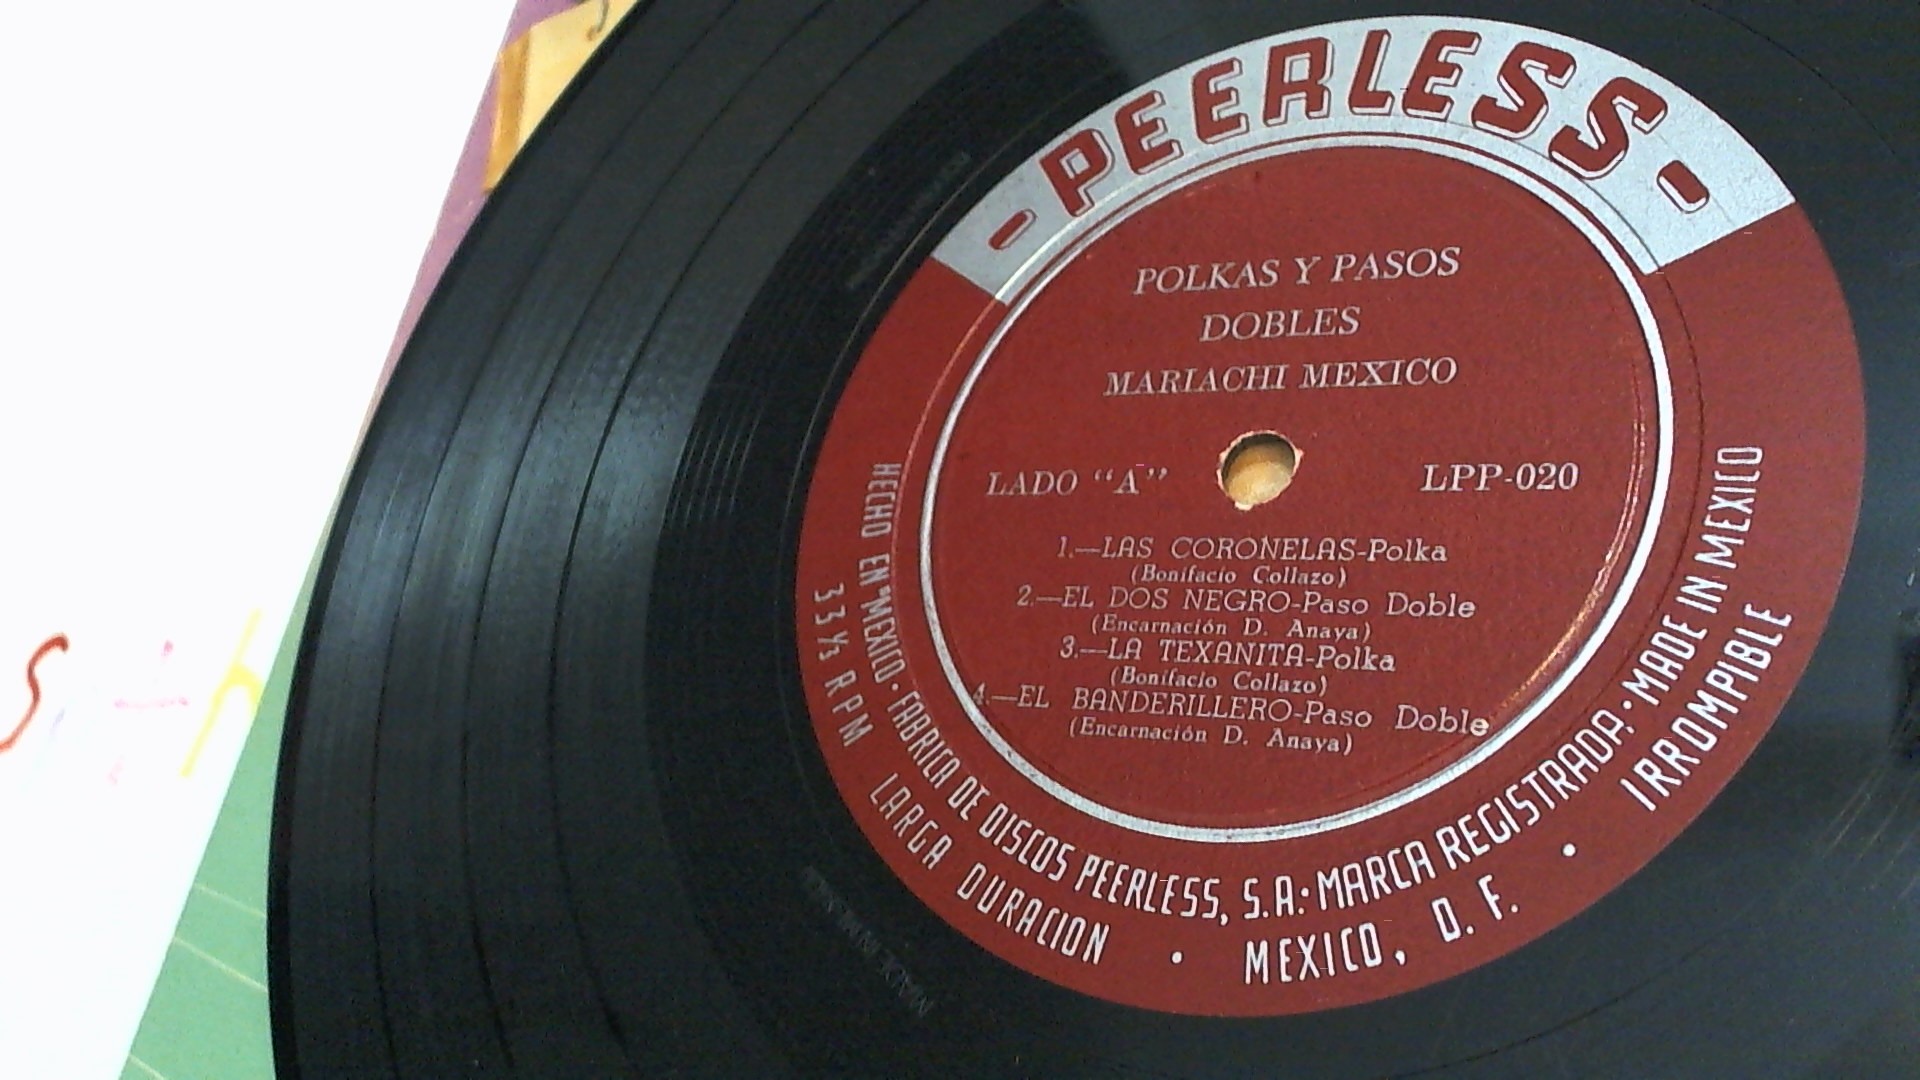 -PEERLESS-
POLKAS Y PASOS
DOBLES
MARIACHI MEXICO
LADO "A"
LPP-020
1.—LAS CORONELAS-Polka
(Bonifacio Collazo)
2.—EL DOS NEGRO-Paso Doble
(Encarnación D. Anaya)
3.—LA TEXANITA-Polka
(Bonifacio Collazo)
4.—EL BANDERILLERO-Paso Doble
(Encarnación D. Anaya)
HECHO EN MEXICO · FABRICA DE DISCOS PEERLESS, S.A. · MARCA REGISTRADA · MADE IN MEXICO
33⅓ RPM LARGA DURACION · MEXICO, D. F. · IRROMPIBLE